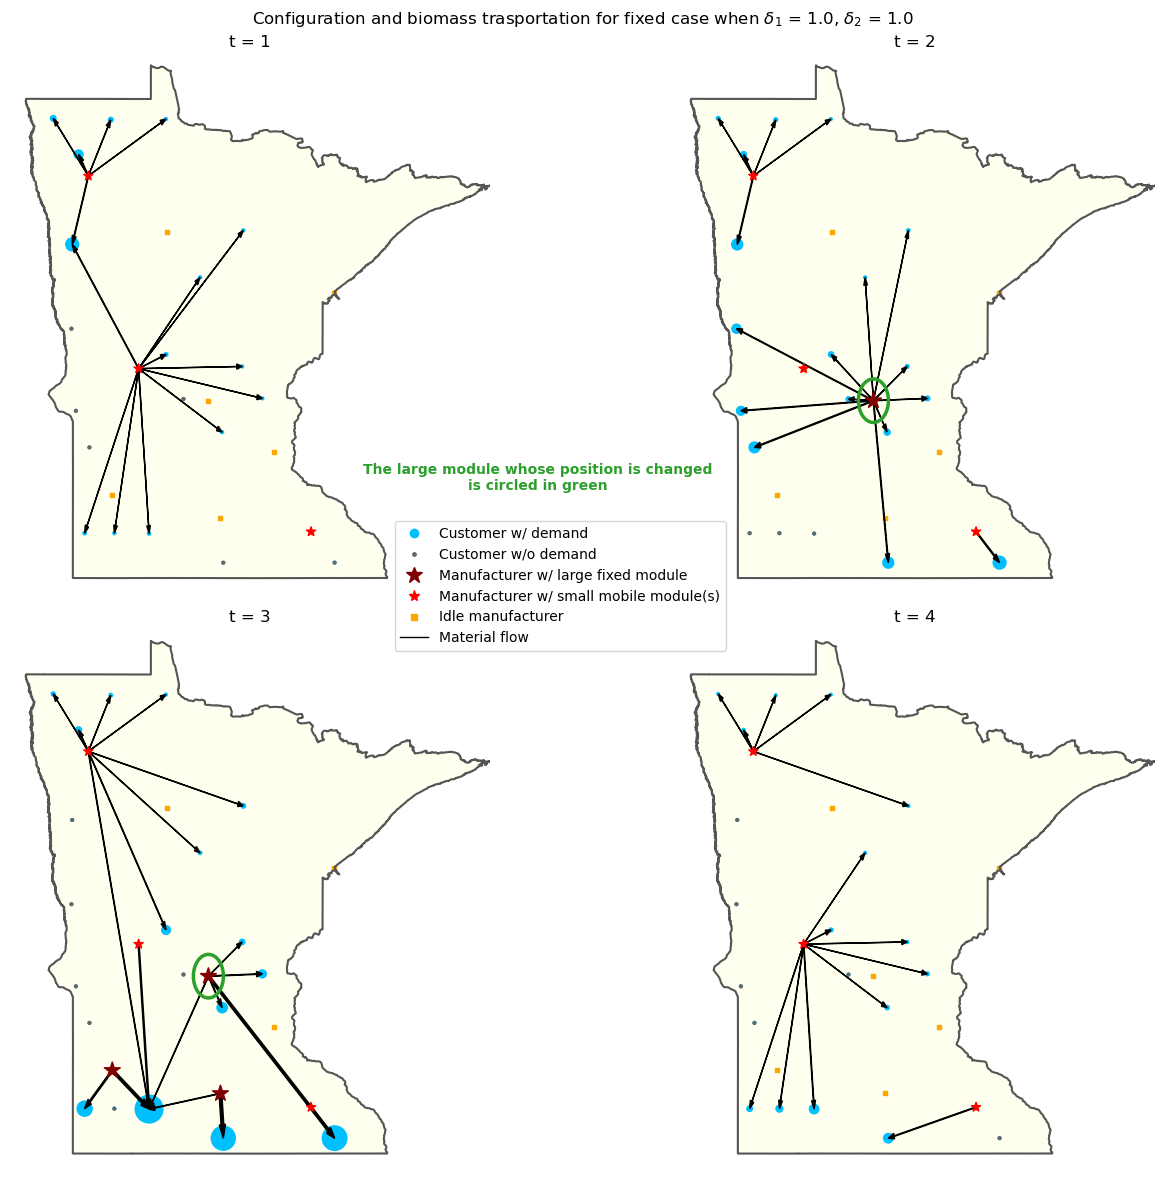 Configuration and biomass trasportation for fixed case when δ₁ = 1.0, δ₂ = 1.0
t = 1
t = 2
The large module whose position is changed
is circled in green
Customer w/ demand
Customer w/o demand
Manufacturer w/ large fixed module
Manufacturer w/ small mobile module(s)
Idle manufacturer
Material flow
t = 3
t = 4